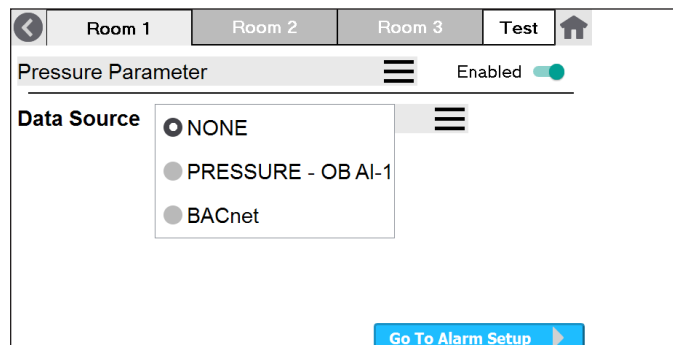 Room 1 Room 2 Room 3 Test
Pressure Parameter Enabled
Data Source
NONE
PRESSURE - OB AI-1
BACnet
Go To Alarm Setup